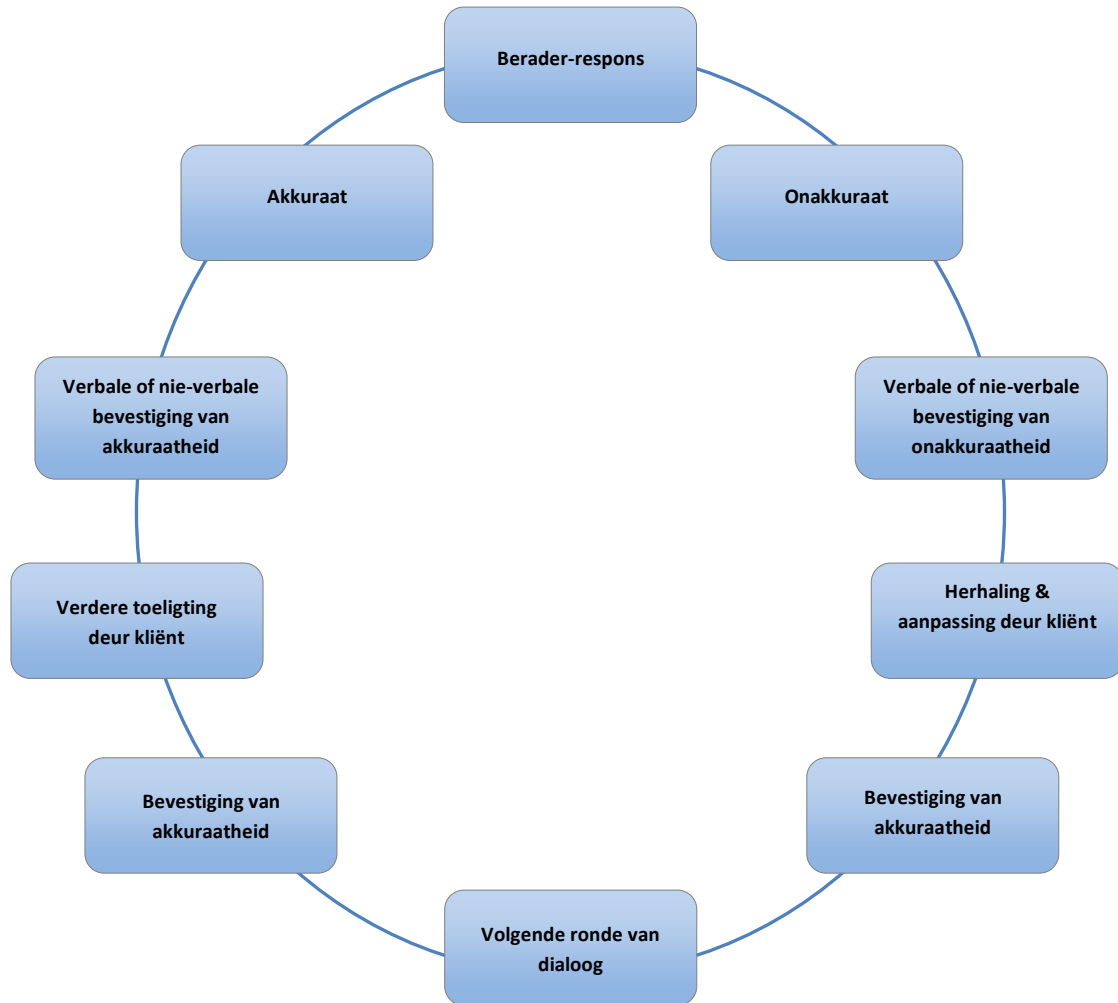 Berader-respons
Akkuraat
Onakkuraat
Verbale of nie-verbale
bevestiging van
akkuraatheid
Verbale of nie-verbale
bevestiging van
onakkuraatheid
Verdere toeligting
deur kliënt
Herhaling &
aanpassing deur kliënt
Bevestiging van
akkuraatheid
Bevestiging van
akkuraatheid
Volgende ronde van
dialoog